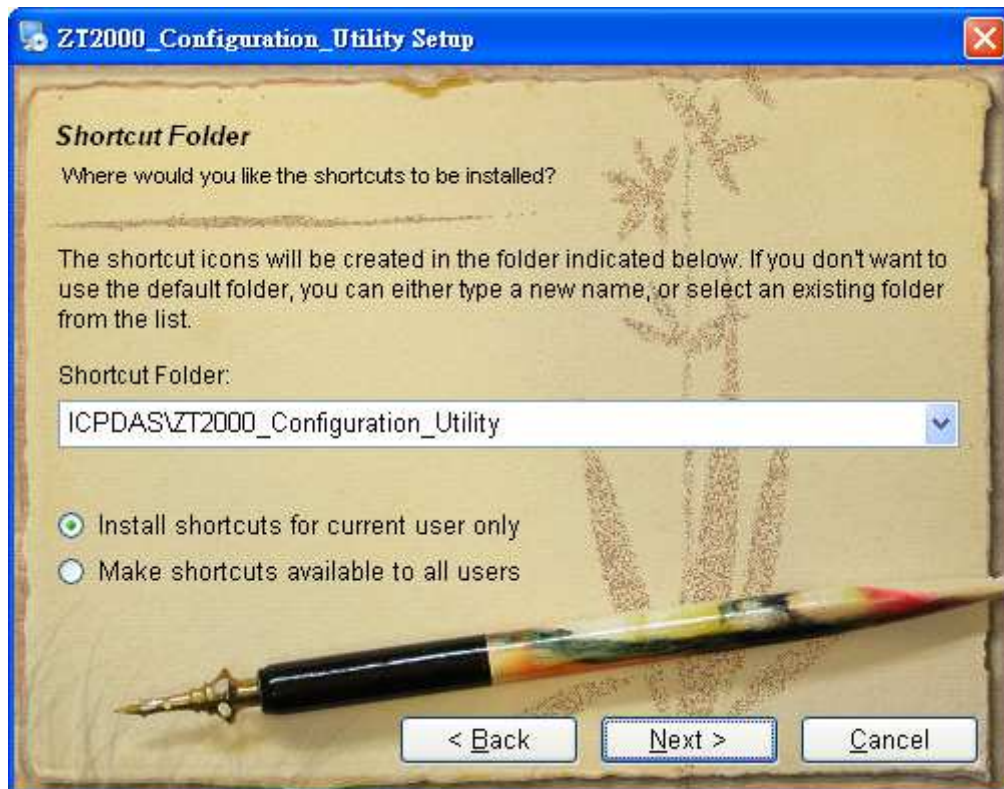 ZT2000_Configuration_Utility Setup
Shortcut Folder
Where would you like the shortcuts to be installed?
The shortcut icons will be created in the folder indicated below. If you don't want to
use the default folder, you can either type a new name, or select an existing folder
from the list.
Shortcut Folder:
ICPDAS\ZT2000_Configuration_Utility
Install shortcuts for current user only
Make shortcuts available to all users
< Back
Next >
Cancel